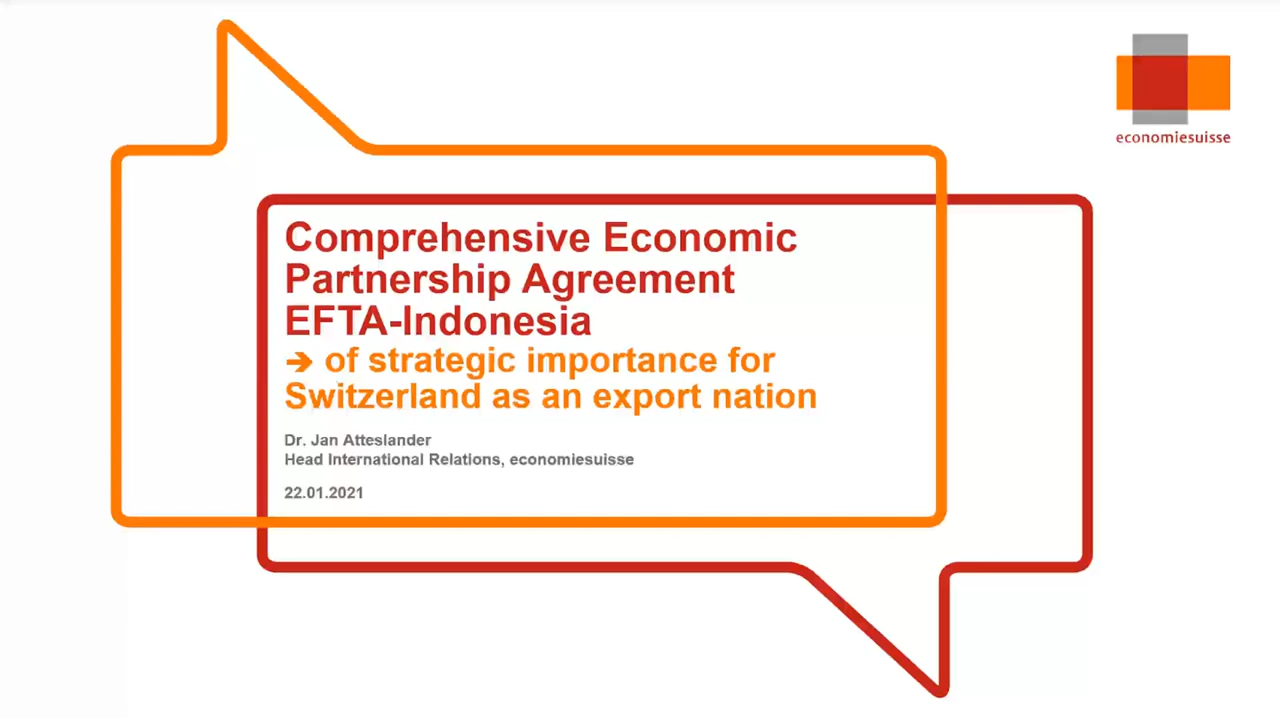 economiesuisse
Comprehensive Economic
Partnership Agreement
EFTA-Indonesia
➔ of strategic importance for
Switzerland as an export nation
Dr. Jan Atteslander
Head International Relations, economiesuisse
22.01.2021